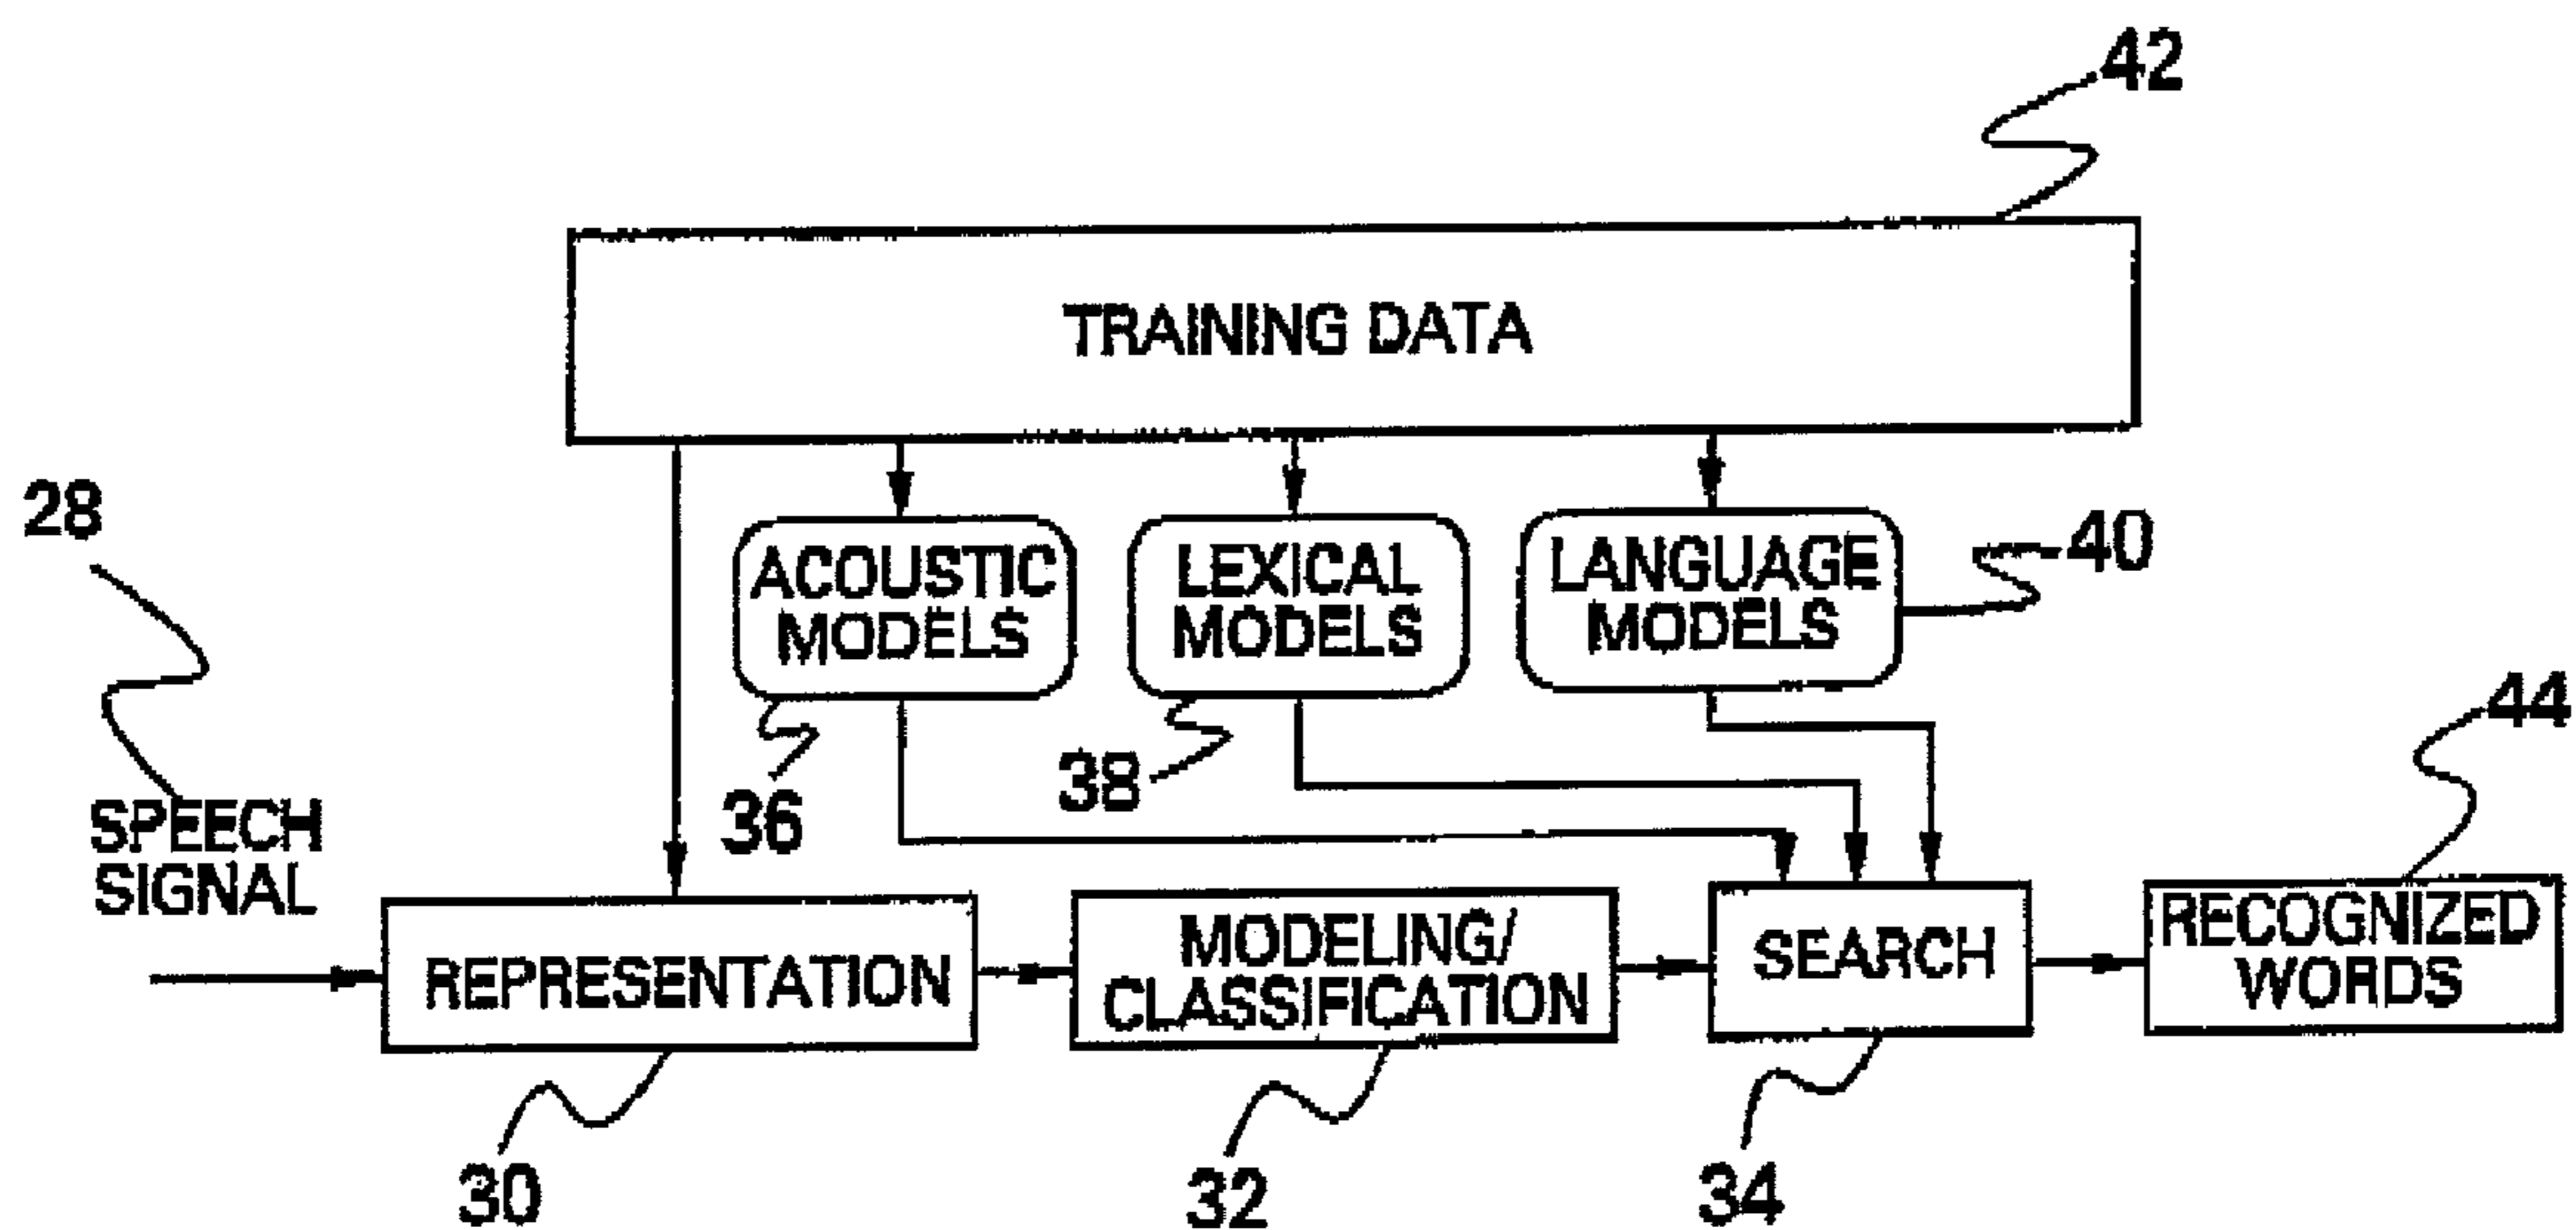 42
TRAINING DATA
28
ACOUSTIC
MODELS
LEXICAL
MODELS
LANGUAGE
MODELS
40
36
38
44
SPEECH
SIGNAL
REPRESENTATION
MODELING/
CLASSIFICATION
SEARCH
RECOGNIZED
WORDS
30
32
34